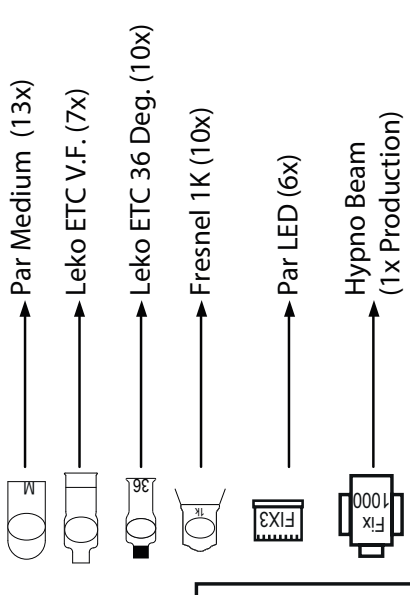 Par Medium (13x)
Leko ETC V.F. (7x)
Leko ETC 36 Deg. (10x)
Fresnel 1K (10x)
Par LED (6x)
Hypno Beam
(1x Production)
M
36
1k
FIX3
Fix
1000